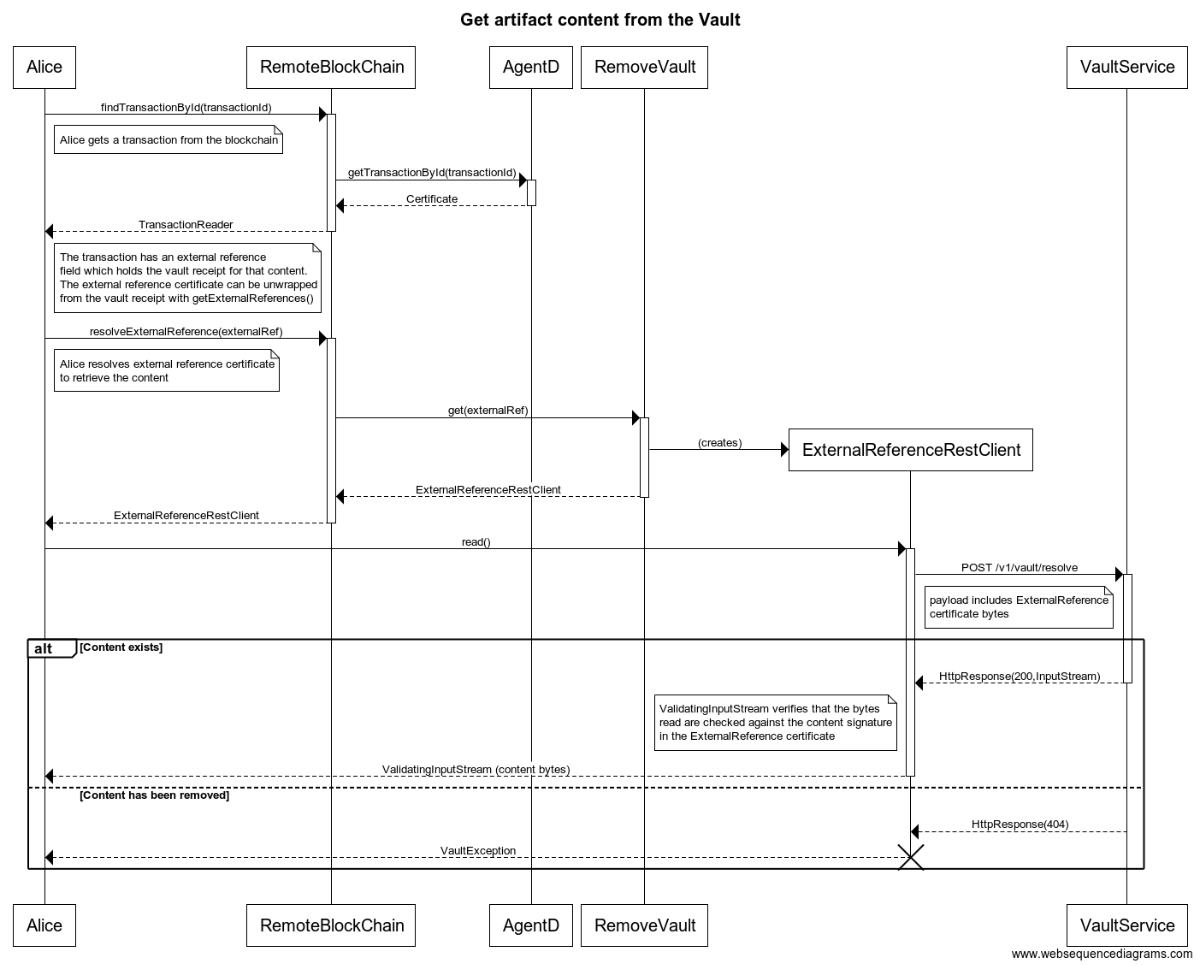 Get artifact content from the Vault
Alice
RemoteBlockChain
AgentD
RemoveVault
VaultService
findTransactionById(transactionId)
Alice gets a transaction from the blockchain
getTransactionById(transactionId)
Certificate
TransactionReader
The transaction has an external reference
field which holds the vault receipt for that content.
The external reference certificate can be unwrapped
from the vault receipt with getExternalReferences()
resolveExternalReference(externalRef)
Alice resolves external reference certificate
to retrieve the content
get(externalRef)
(creates)
ExternalReferenceRestClient
ExternalReferenceRestClient
ExternalReferenceRestClient
read()
POST /v1/vault/resolve
payload includes ExternalReference
certificate bytes
alt
[Content exists]
HttpResponse(200,InputStream)
ValidatingInputStream verifies that the bytes
read are checked against the content signature
in the ExternalReference certificate
ValidatingInputStream (content bytes)
[Content has been removed]
HttpResponse(404)
VaultException
Alice
RemoteBlockChain
AgentD
RemoveVault
VaultService
www.websequencediagrams.com